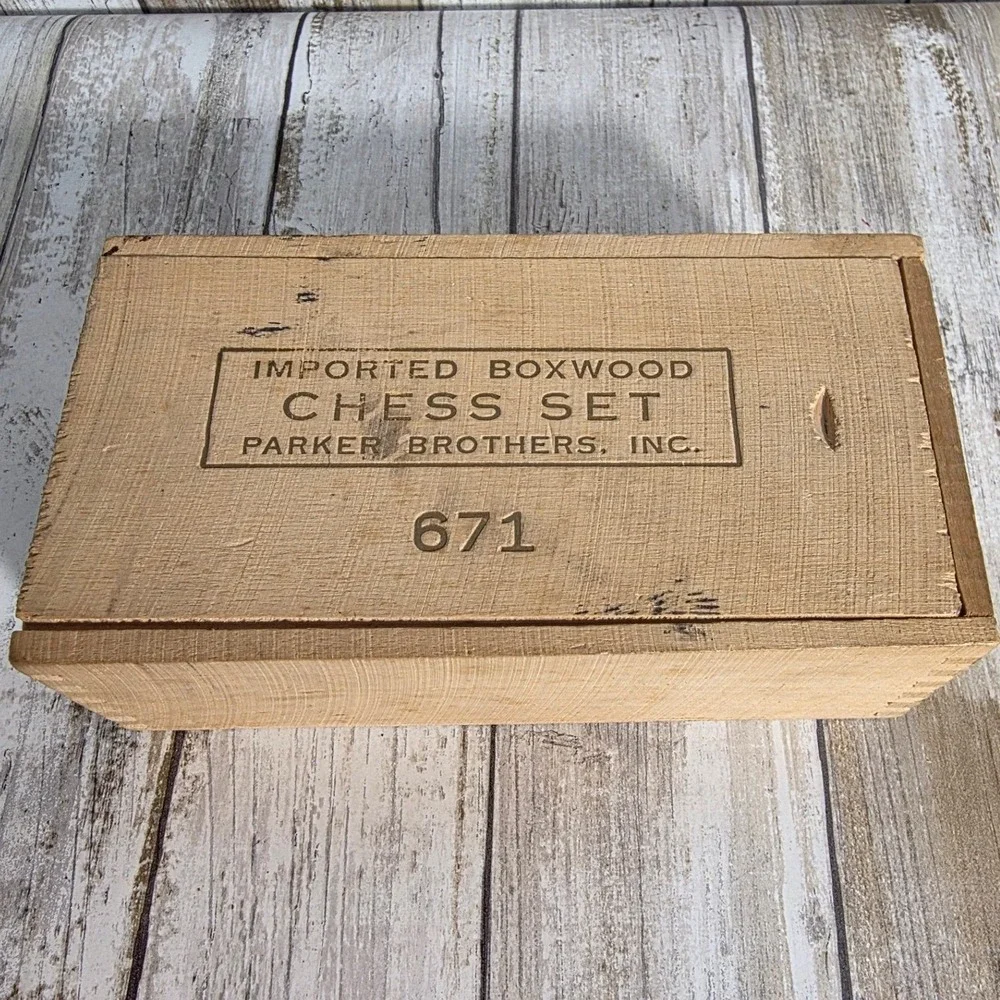 IMPORTED BOXWOOD
CHESS SET
PARKER BROTHERS, INC.
671